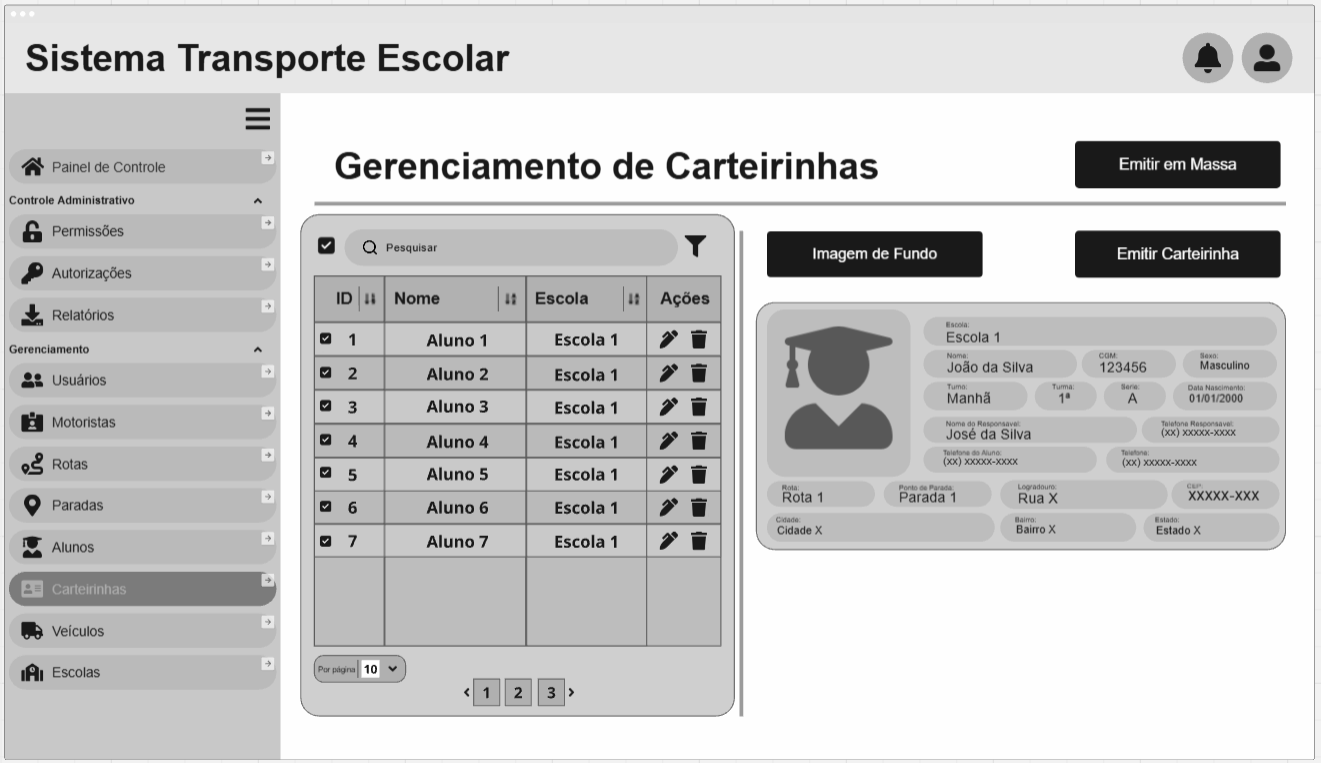 Sistema Transporte Escolar
Painel de Controle
Controle Administrativo
Permissões
Autorizações
Relatórios
Gerenciamento
Usuários
Motoristas
Rotas
Paradas
Alunos
Carteirinhas
Veículos
Escolas
Gerenciamento de Carteirinhas
Emitir em Massa
Pesquisar
ID Nome Escola Ações
1 Aluno 1 Escola 1
2 Aluno 2 Escola 1
3 Aluno 3 Escola 1
4 Aluno 4 Escola 1
5 Aluno 5 Escola 1
6 Aluno 6 Escola 1
7 Aluno 7 Escola 1
Por página 10
1 2 3
Imagem de Fundo
Emitir Carteirinha
Escola:
Escola 1
Nome: CGM: Sexo:
João da Silva 123456 Masculino
Turno: Turma: Serie: Data Nascimento:
Manhã 1ª A 01/01/2000
Nome do Responsavel: Telefone Responsavel:
José da Silva (xx) xxxxx-xxxx
Telefone do Aluno: Telefone:
(xx) xxxxx-xxxx (xx) xxxxx-xxxx
Rota: Ponto de Parada: Logradouro:
Rota 1 Parada 1 Rua X XXXXX-XXX
Cidade: Bairro: Estado:
Cidade X Bairro X Estado X